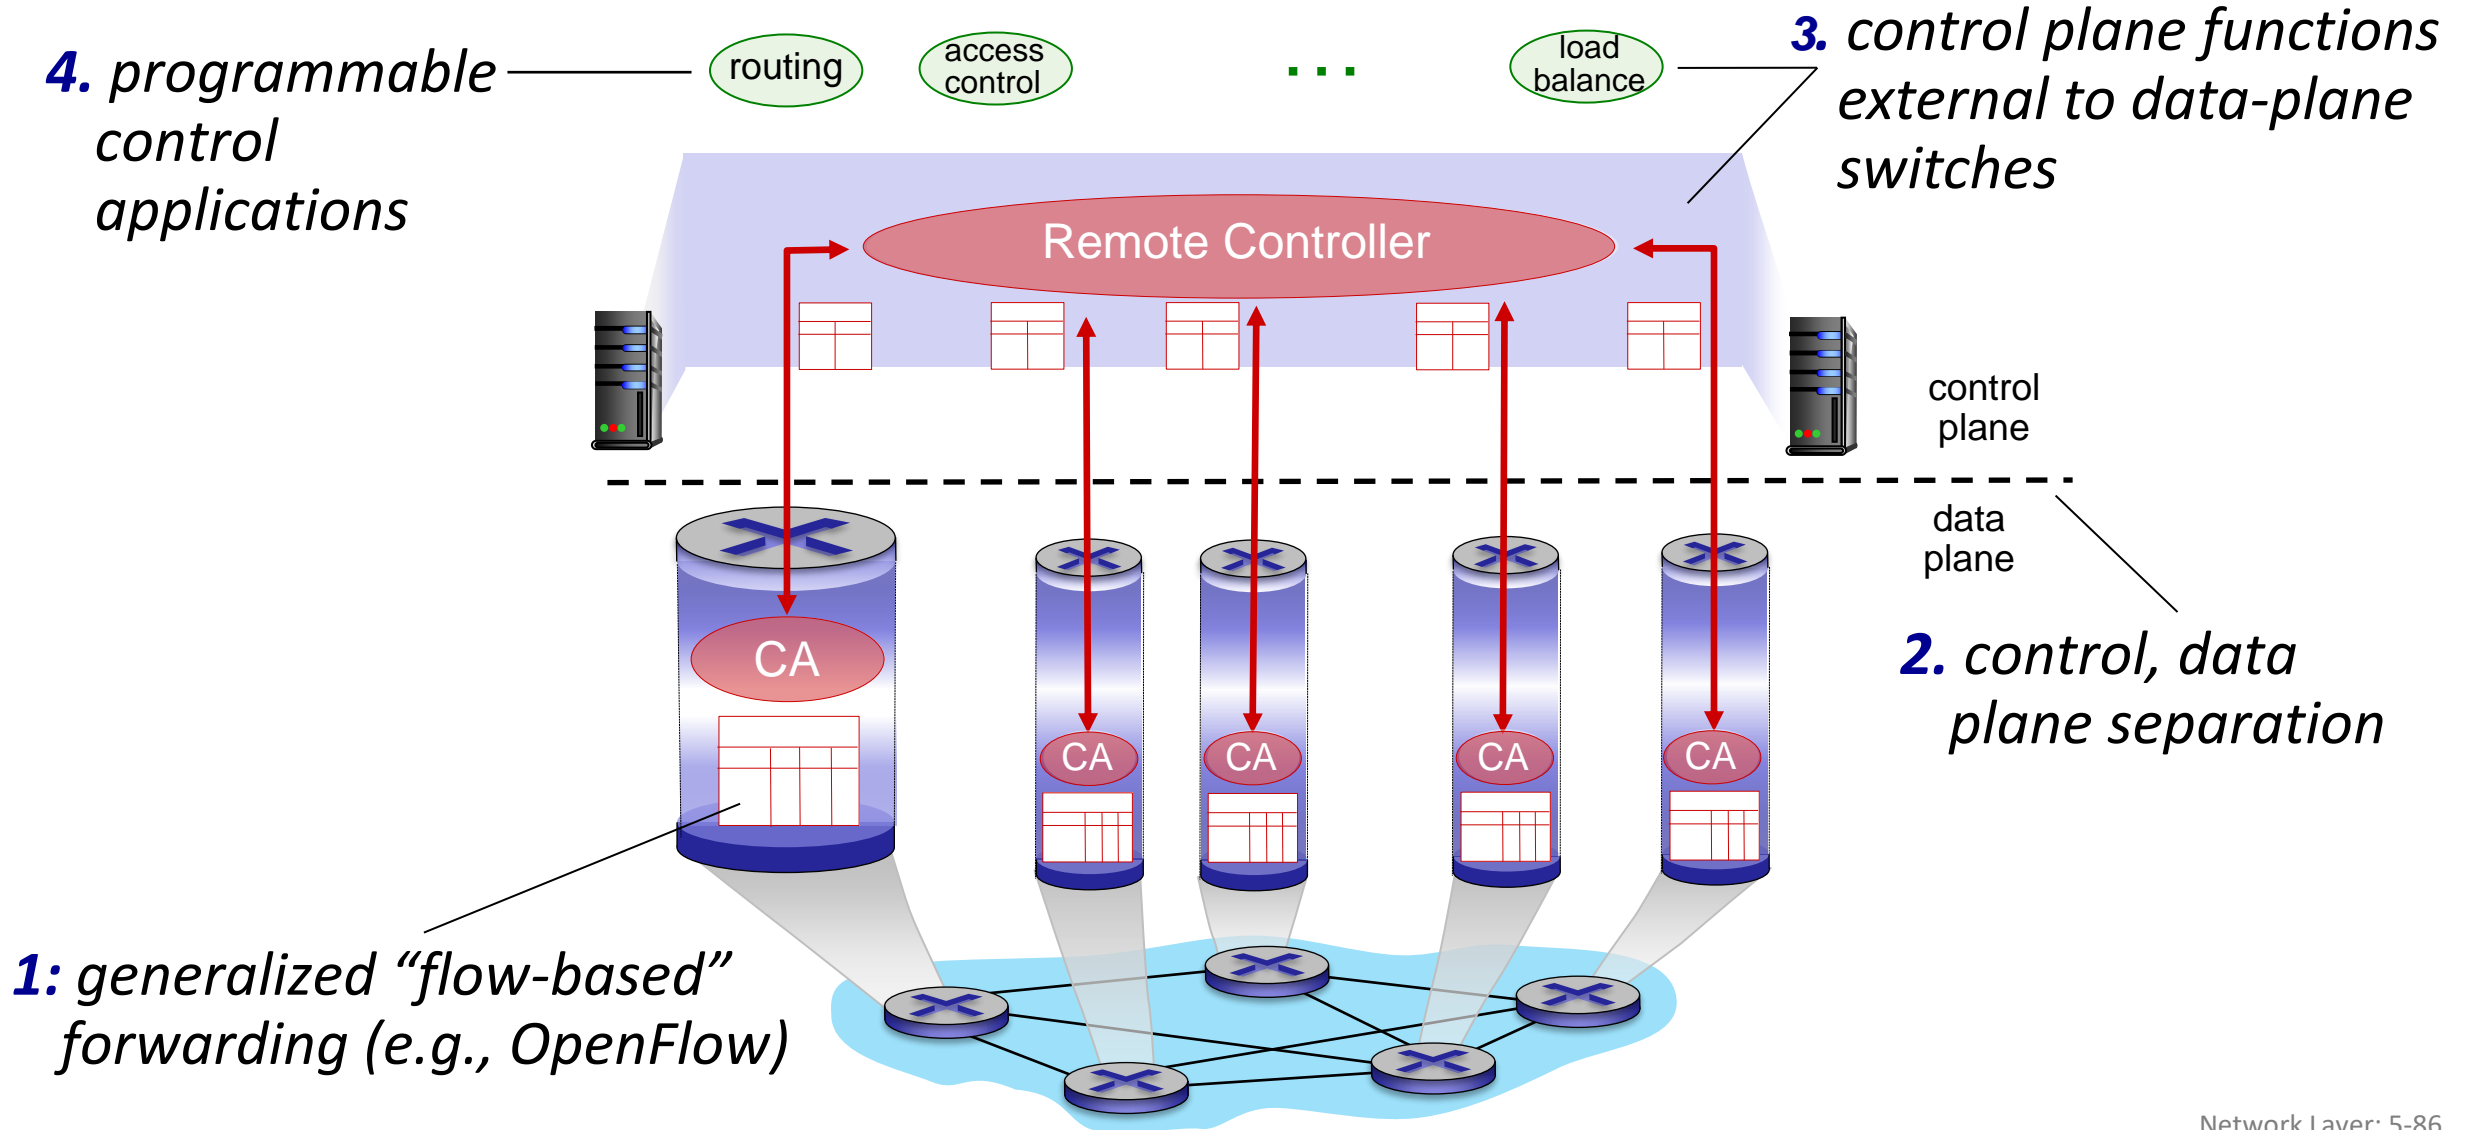 4. programmable
control
applications
routing
access
control
...
load
balance
3. control plane functions
external to data-plane
switches
Remote Controller
control
plane
data
plane
CA
CA
CA
CA
CA
2. control, data
plane separation
1: generalized “flow-based”
forwarding (e.g., OpenFlow)
Network Layer: 5-86